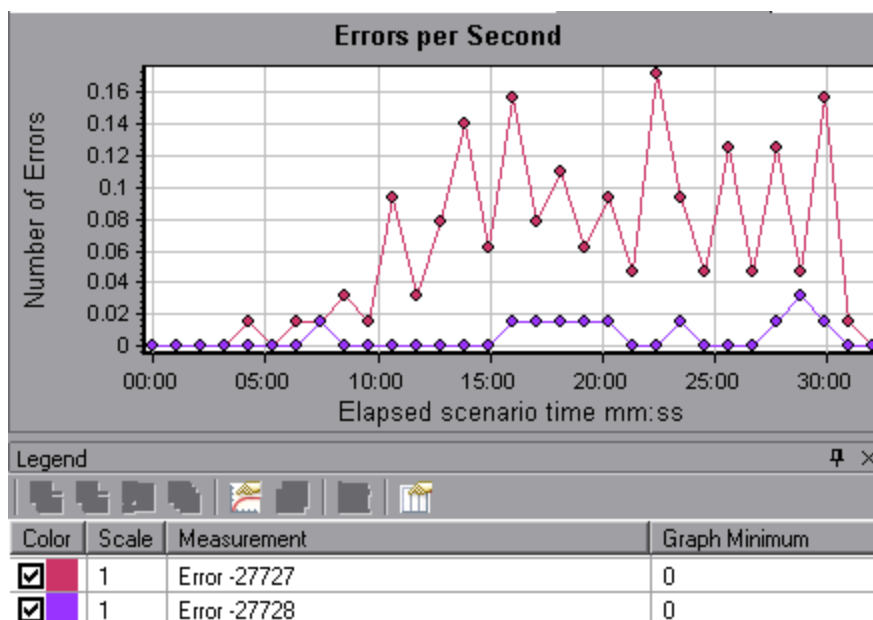 Errors per Second
Number of Errors
0.16
0.14
0.12
0.1
0.08
0.06
0.04
0.02
0
00:00 05:00 10:00 15:00 20:00 25:00 30:00
Elapsed scenario time mm:ss
Legend
Color Scale Measurement Graph Minimum
1 Error -27727 0
1 Error -27728 0